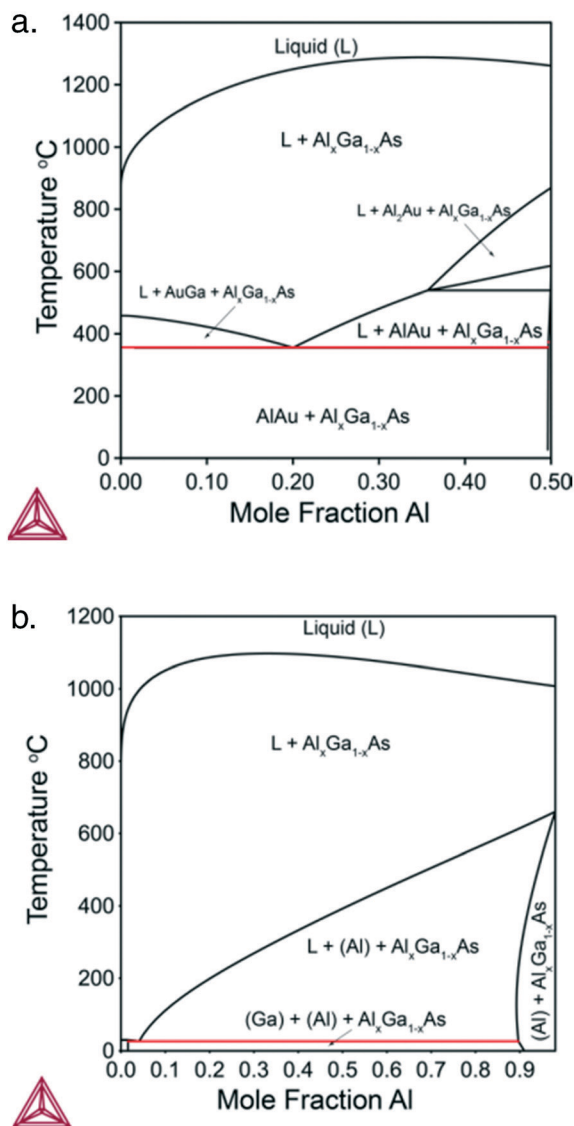 a.
1400
1200
1000
800
600
400
200
0
Temperature °C
Liquid (L)
L + AlₓGa₁₋ₓAs
L + Al₂Au + AlₓGa₁₋ₓAs
L + AuGa + AlₓGa₁₋ₓAs
L + AlAu + AlₓGa₁₋ₓAs
AlAu + AlₓGa₁₋ₓAs
0.00 0.10 0.20 0.30 0.40 0.50
Mole Fraction Al
b.
1200
1000
800
600
400
200
0
Temperature °C
Liquid (L)
L + AlₓGa₁₋ₓAs
L + (Al) + AlₓGa₁₋ₓAs
(Al) + AlₓGa₁₋ₓAs
(Ga) + (Al) + AlₓGa₁₋ₓAs
0.0 0.1 0.2 0.3 0.4 0.5 0.6 0.7 0.8 0.9
Mole Fraction Al